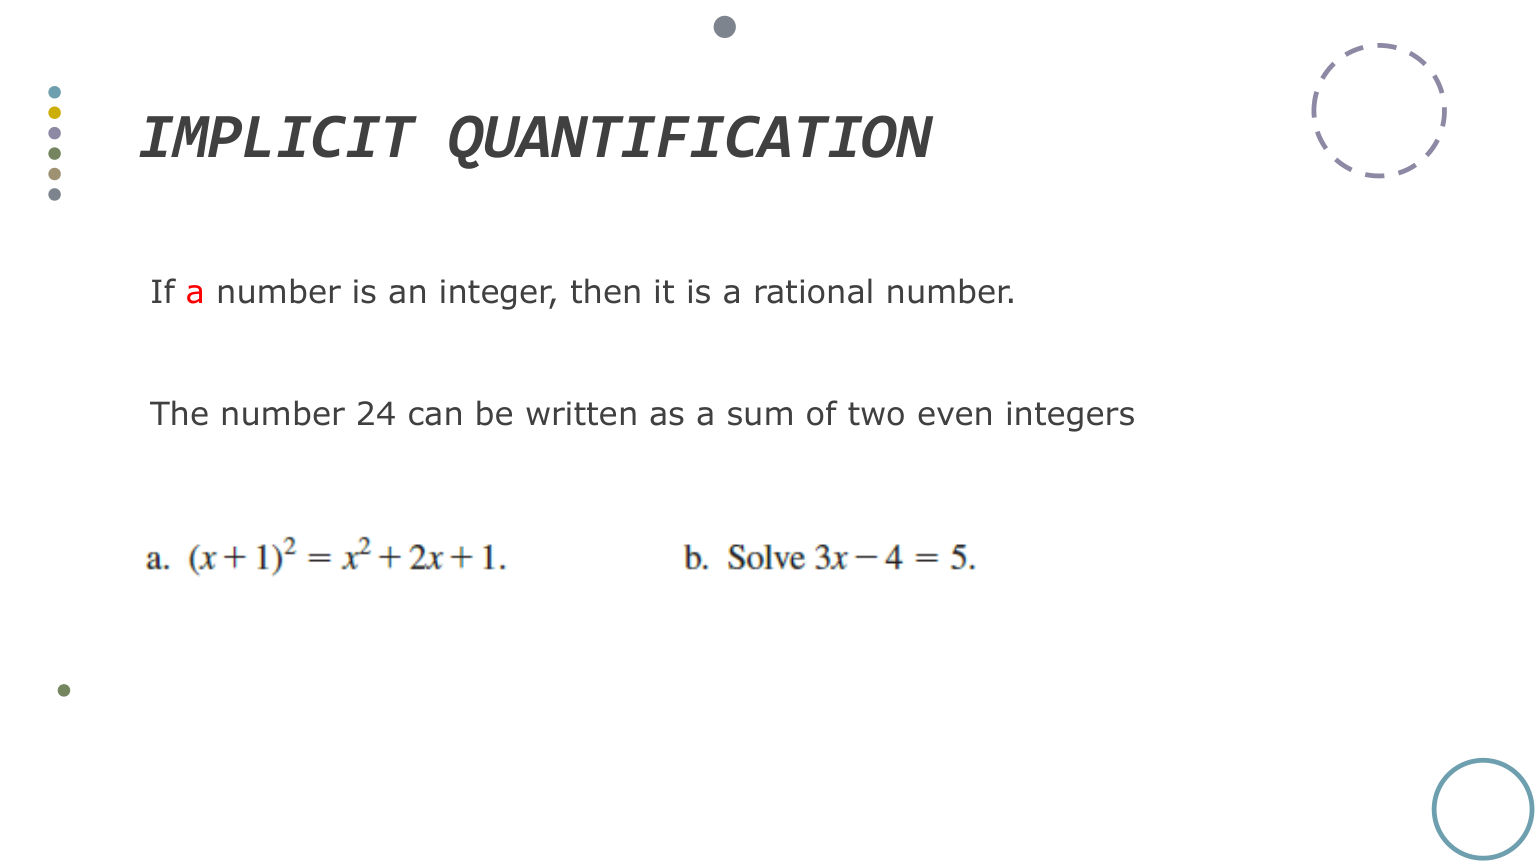 IMPLICIT QUANTIFICATION
If a number is an integer, then it is a rational number.
The number 24 can be written as a sum of two even integers
a. (x + 1)² = x² + 2x + 1.
b. Solve 3x − 4 = 5.